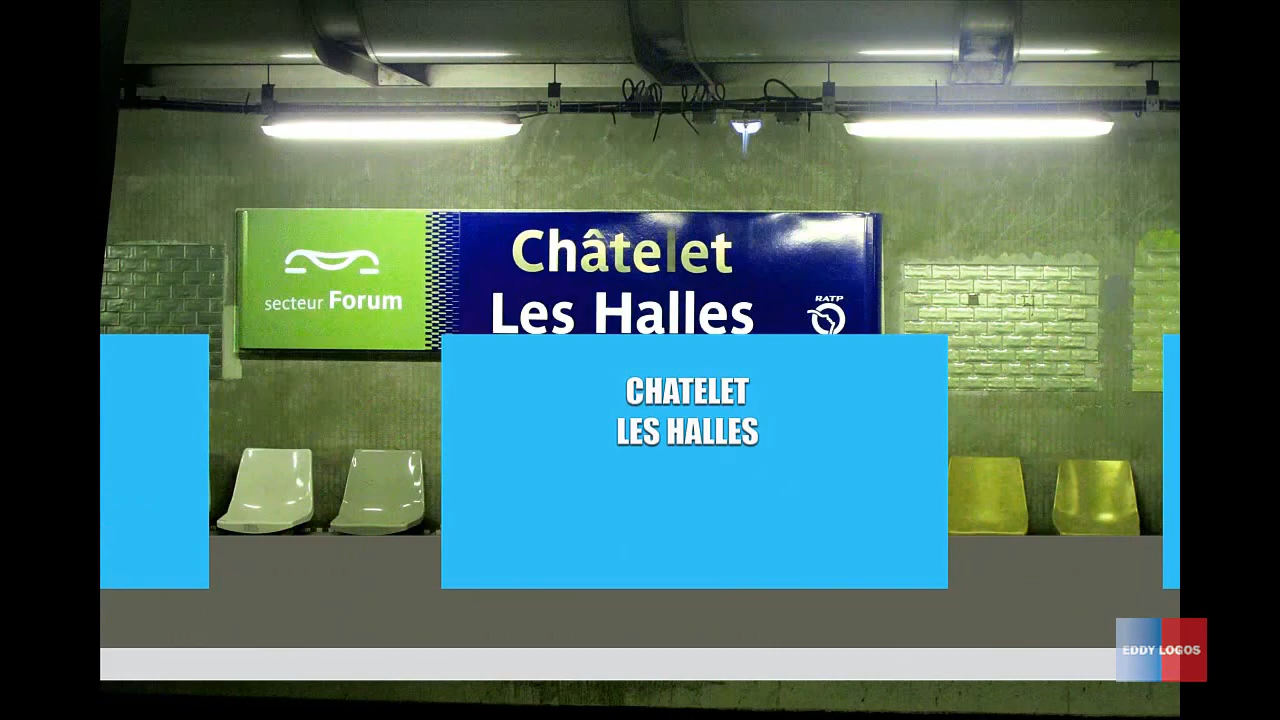 Châtelet
Les Halles
secteur Forum
RATP
CHATELET
LES HALLES
EDDY LOGOS